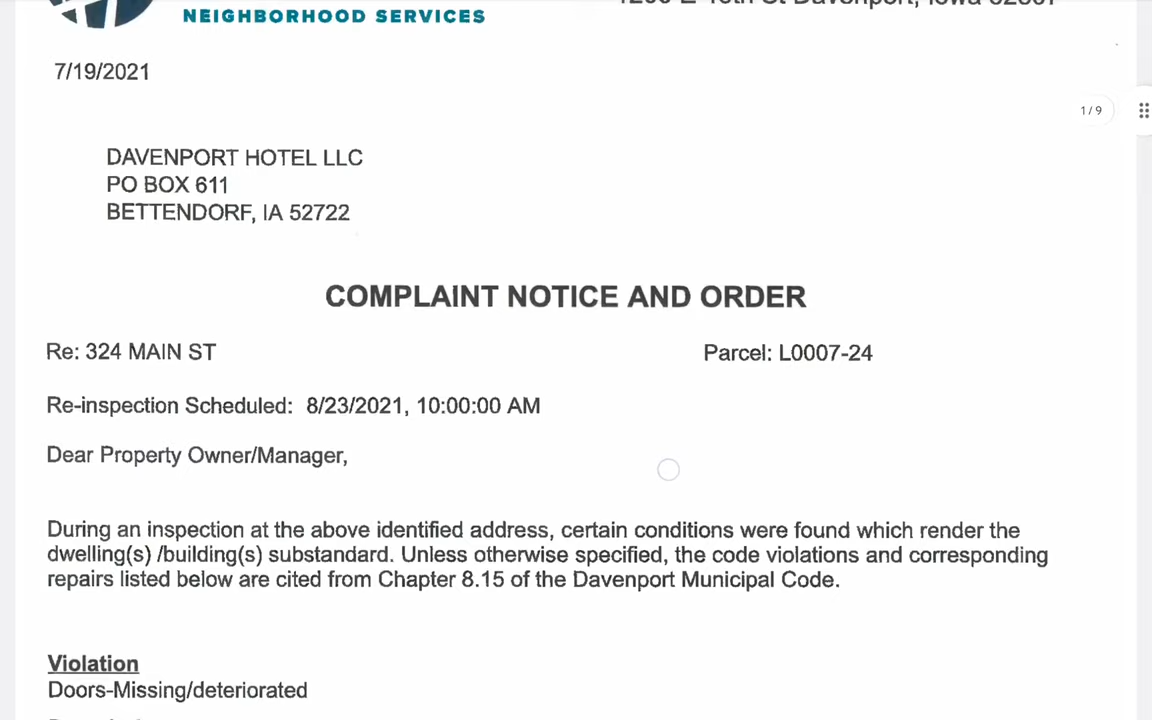 NEIGHBORHOOD SERVICES
7/19/2021
1 / 9
DAVENPORT HOTEL LLC
PO BOX 611
BETTENDORF, IA 52722
COMPLAINT NOTICE AND ORDER
Re: 324 MAIN ST
Parcel: L0007-24
Re-inspection Scheduled: 8/23/2021, 10:00:00 AM
Dear Property Owner/Manager,
During an inspection at the above identified address, certain conditions were found which render the
dwelling(s) /building(s) substandard. Unless otherwise specified, the code violations and corresponding
repairs listed below are cited from Chapter 8.15 of the Davenport Municipal Code.
Violation
Doors-Missing/deteriorated